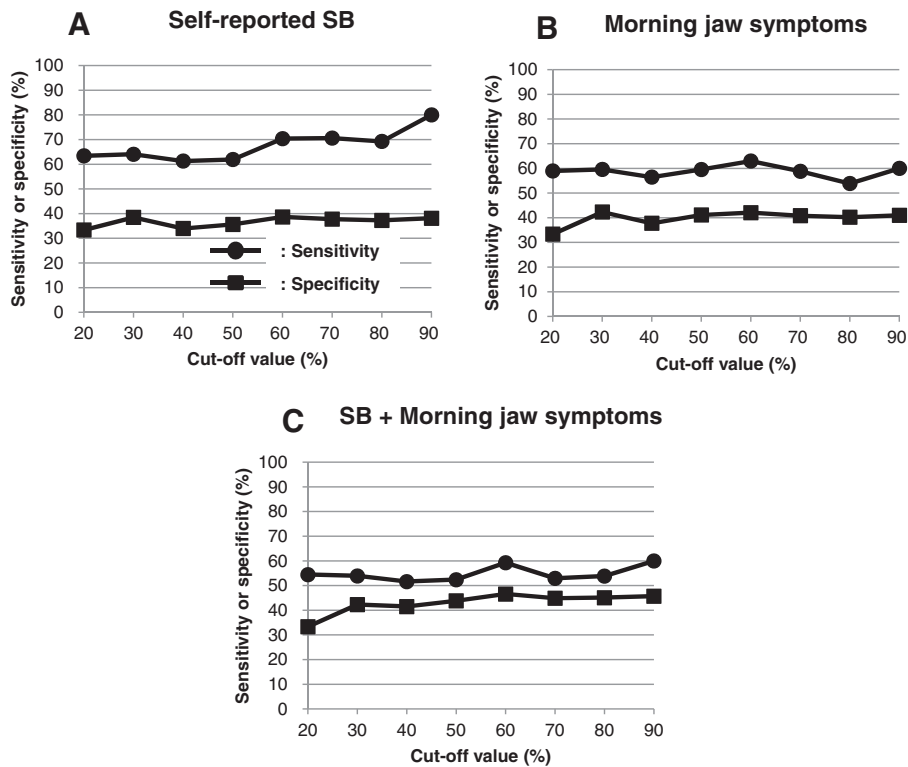 A Self-reported SB
Sensitivity or specificity (%)
100
90
80
70
60
50
40
30
20
10
0
: Sensitivity
: Specificity
20 30 40 50 60 70 80 90
Cut-off value (%)
B Morning jaw symptoms
Sensitivity or specificity (%)
100
90
80
70
60
50
40
30
20
10
0
20 30 40 50 60 70 80 90
Cut-off value (%)
C SB + Morning jaw symptoms
Sensitivity or specificity (%)
100
90
80
70
60
50
40
30
20
10
0
20 30 40 50 60 70 80 90
Cut-off value (%)